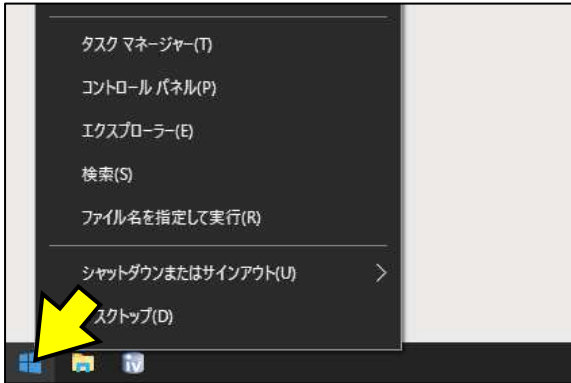 タスク マネージャー(T)
コントロール パネル(P)
エクスプローラー(E)
検索(S)
ファイル名を指定して実行(R)
シャットダウンまたはサインアウト(U)
スクトップ(D)
iv